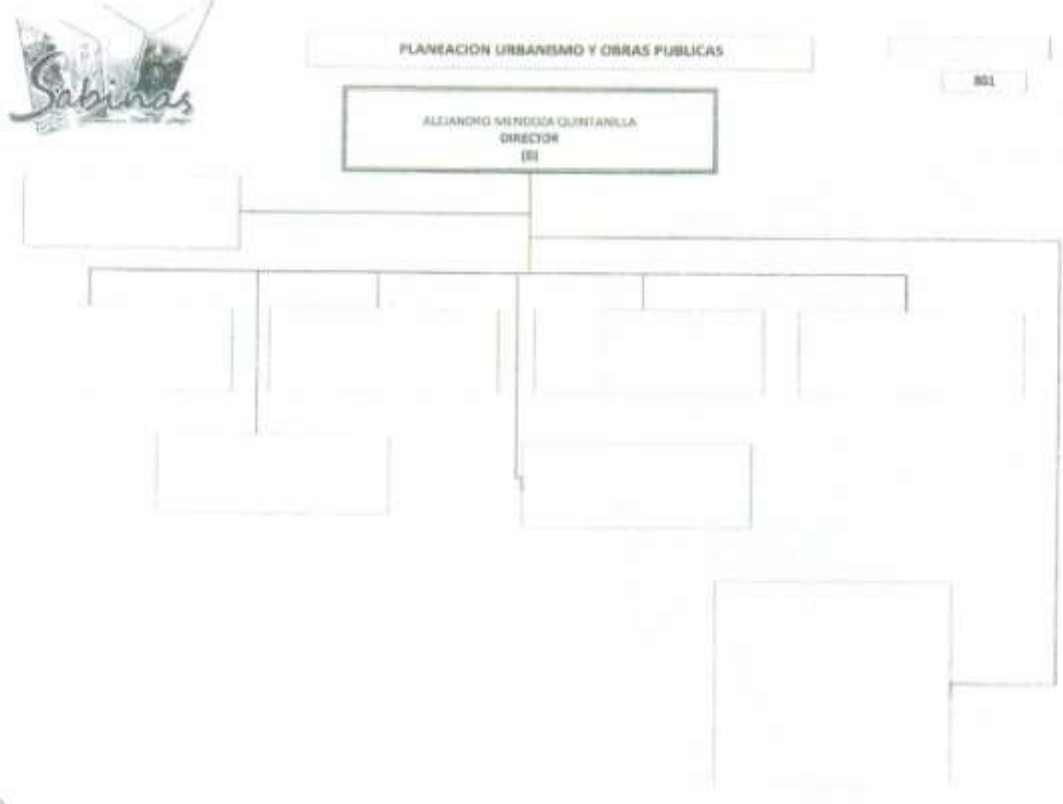 Sabinas
PLANEACION URBANISMO Y OBRAS PUBLICAS
801
ALEJANDRO MENDOZA QUINTANILLA
DIRECTOR